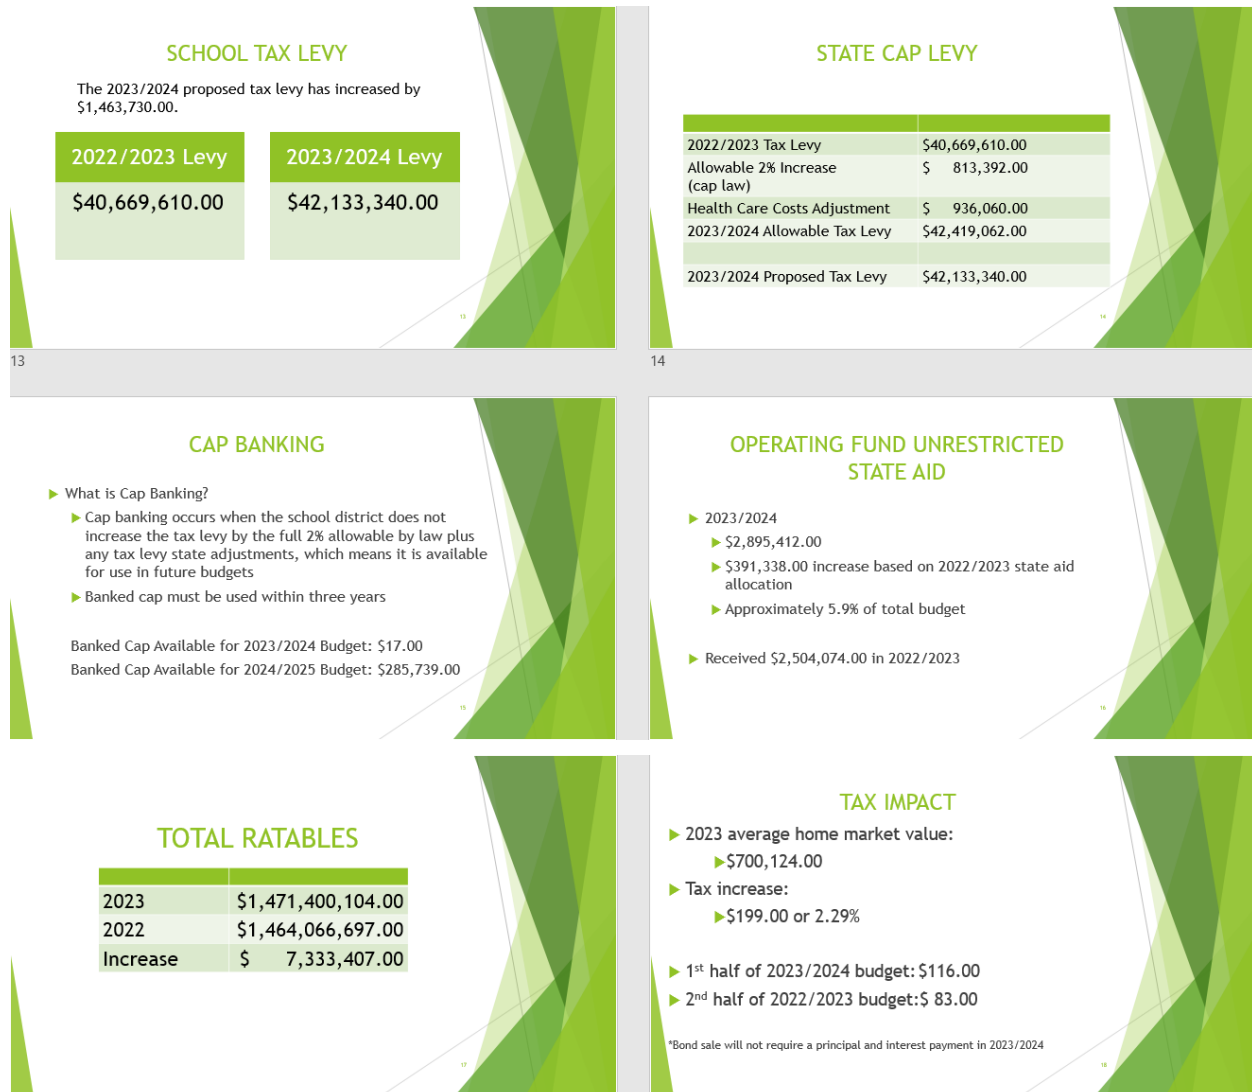 SCHOOL TAX LEVY
The 2023/2024 proposed tax levy has increased by
$1,463,730.00.
2022/2023 Levy
2023/2024 Levy
$40,669,610.00
$42,133,340.00
13
13
STATE CAP LEVY
2022/2023 Tax Levy $40,669,610.00
Allowable 2% Increase $ 813,392.00
(cap law)
Health Care Costs Adjustment $ 936,060.00
2023/2024 Allowable Tax Levy $42,419,062.00
2023/2024 Proposed Tax Levy $42,133,340.00
14
14
CAP BANKING
What is Cap Banking?
Cap banking occurs when the school district does not
increase the tax levy by the full 2% allowable by law plus
any tax levy state adjustments, which means it is available
for use in future budgets
Banked cap must be used within three years
Banked Cap Available for 2023/2024 Budget: $17.00
Banked Cap Available for 2024/2025 Budget: $285,739.00
15
OPERATING FUND UNRESTRICTED
STATE AID
2023/2024
$2,895,412.00
$391,338.00 increase based on 2022/2023 state aid
allocation
Approximately 5.9% of total budget
Received $2,504,074.00 in 2022/2023
16
TOTAL RATABLES
2023 $1,471,400,104.00
2022 $1,464,066,697.00
Increase $ 7,333,407.00
17
TAX IMPACT
2023 average home market value:
$700,124.00
Tax increase:
$199.00 or 2.29%
1st half of 2023/2024 budget: $116.00
2nd half of 2022/2023 budget:$ 83.00
*Bond sale will not require a principal and interest payment in 2023/2024
18